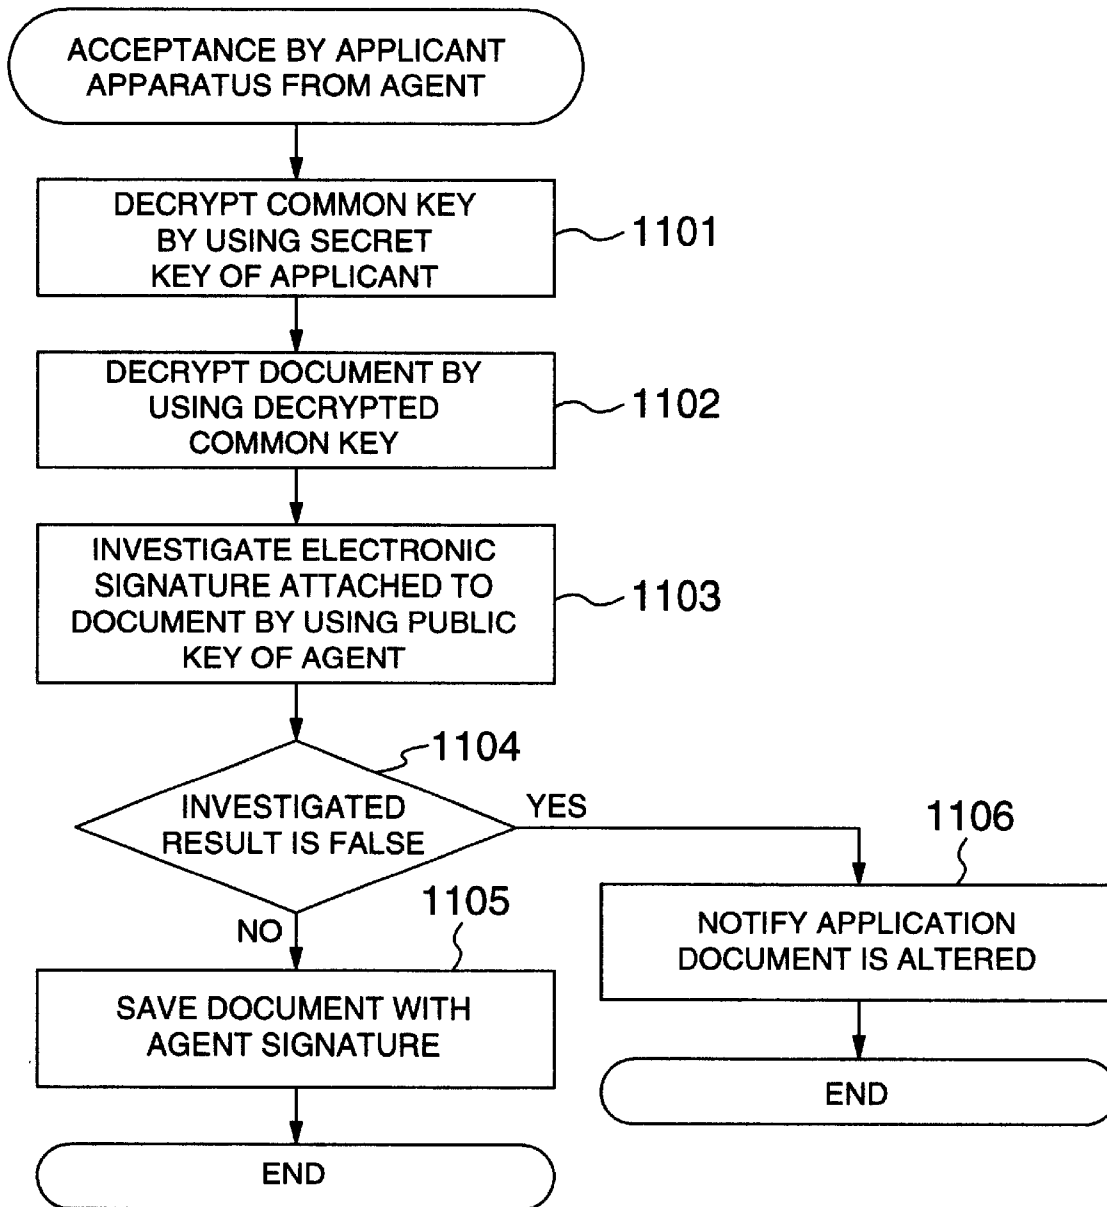 ACCEPTANCE BY APPLICANT
APPARATUS FROM AGENT
DECRYPT COMMON KEY
BY USING SECRET
KEY OF APPLICANT
1101
DECRYPT DOCUMENT BY
USING DECRYPTED
COMMON KEY
1102
INVESTIGATE ELECTRONIC
SIGNATURE ATTACHED TO
DOCUMENT BY USING PUBLIC
KEY OF AGENT
1103
1104
INVESTIGATED
RESULT IS FALSE
YES
NO
1105
SAVE DOCUMENT WITH
AGENT SIGNATURE
END
1106
NOTIFY APPLICATION
DOCUMENT IS ALTERED
END